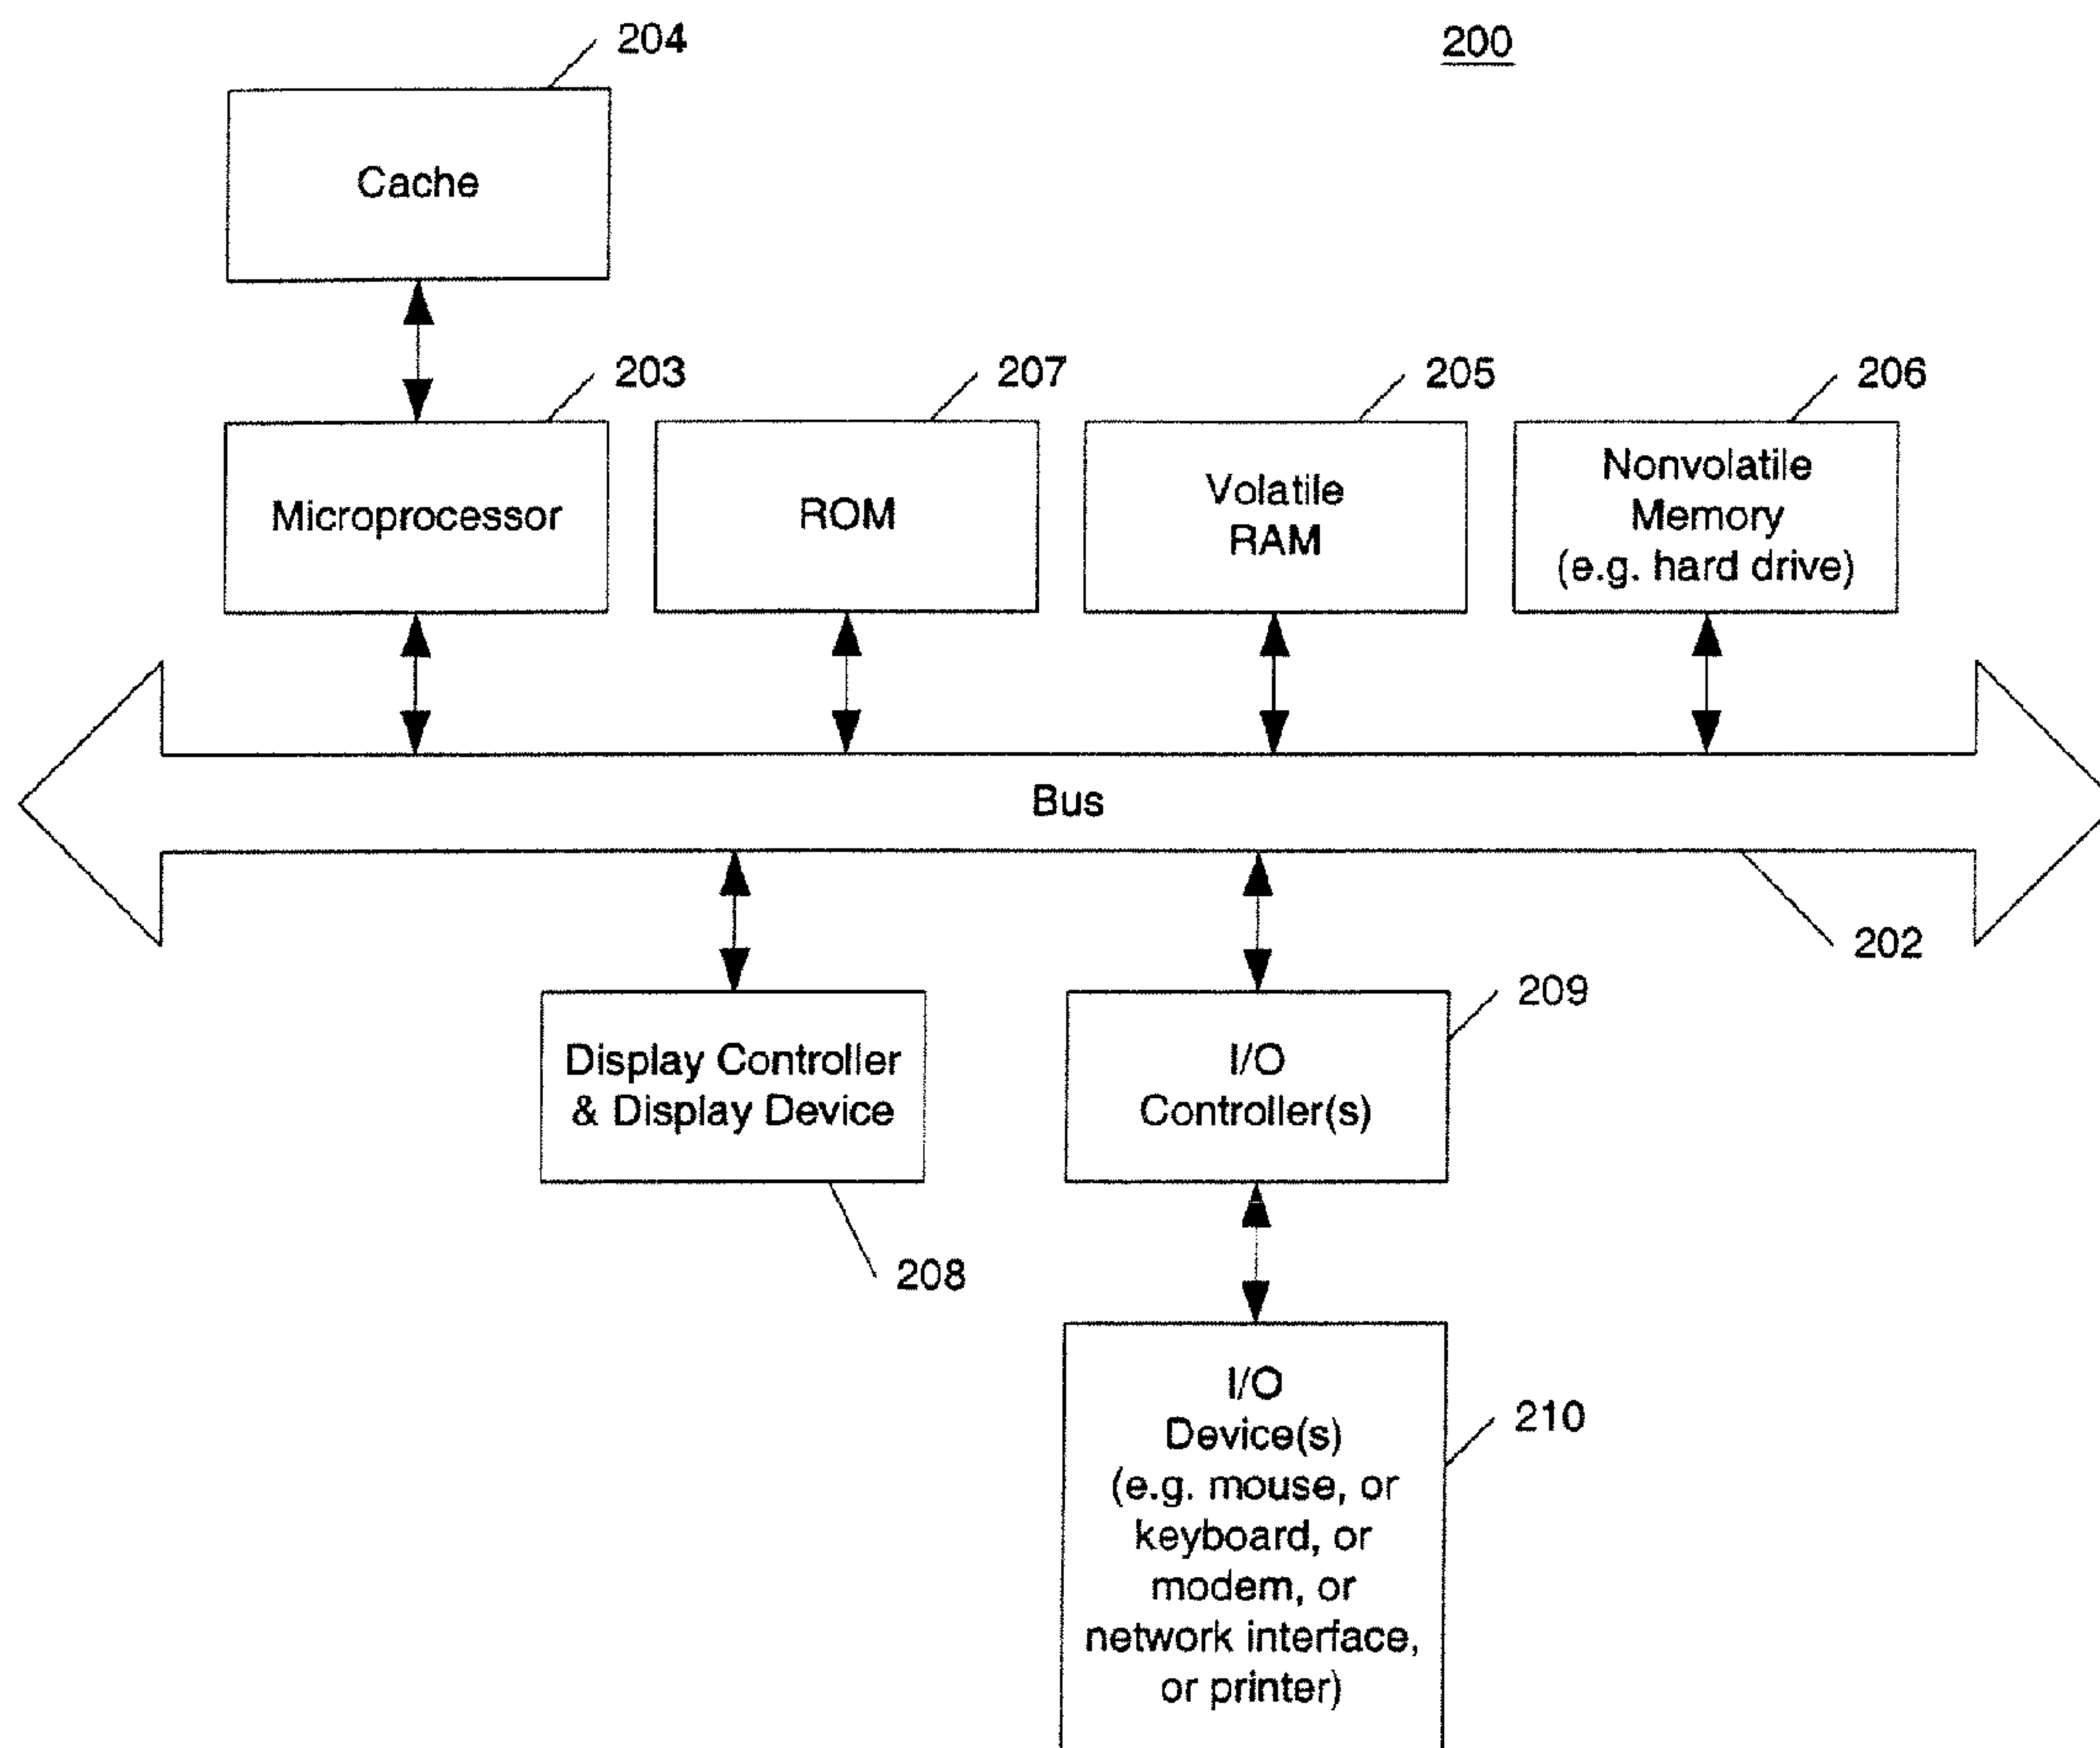 204
200
Cache
203
207
205
206
Microprocessor
ROM
Volatile
RAM
Nonvolatile
Memory
(e.g. hard drive)
Bus
202
209
Display Controller
& Display Device
I/O
Controller(s)
208
I/O
Device(s)
(e.g. mouse, or
keyboard, or
modem, or
network interface,
or printer)
210